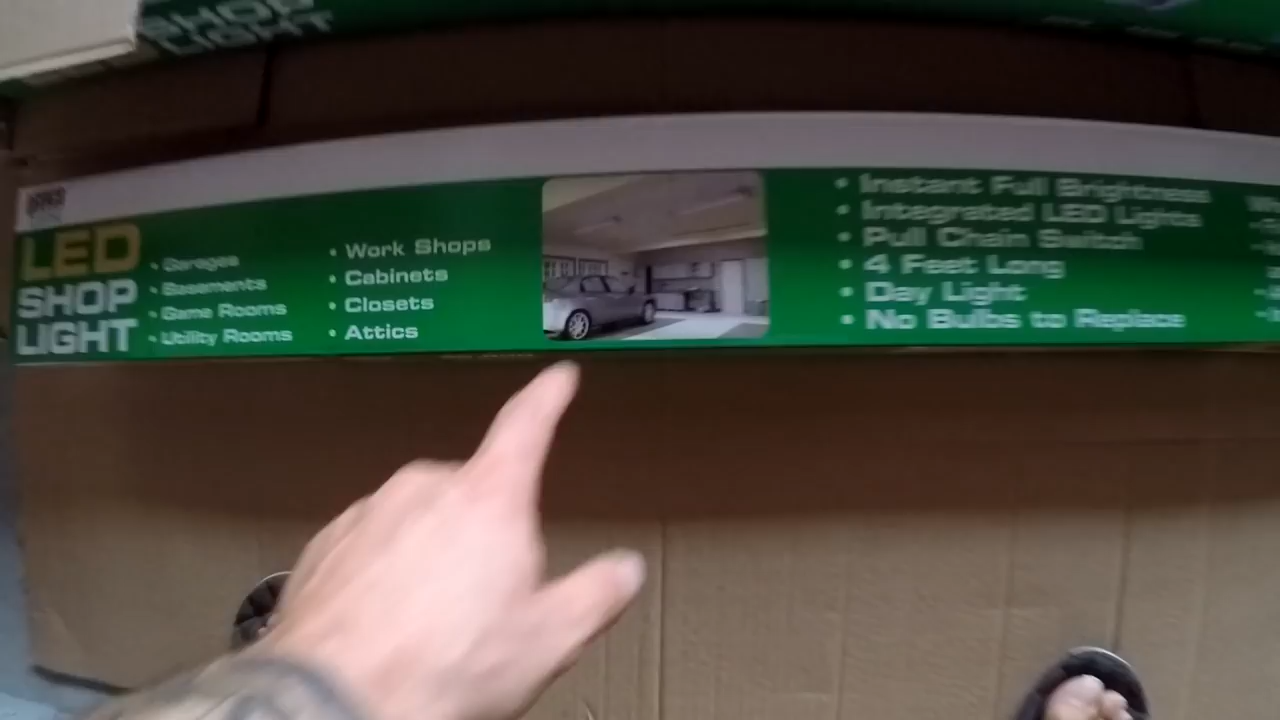 SHOP
LIGHT
LED
SHOP
LIGHT
• Garages
• Basements
• Game Rooms
• Utility Rooms
• Work Shops
• Cabinets
• Closets
• Attics
• Instant Full Brightness
• Integrated LED Lights
• Pull Chain Switch
• 4 Feet Long
• Day Light
• No Bulbs to Replace